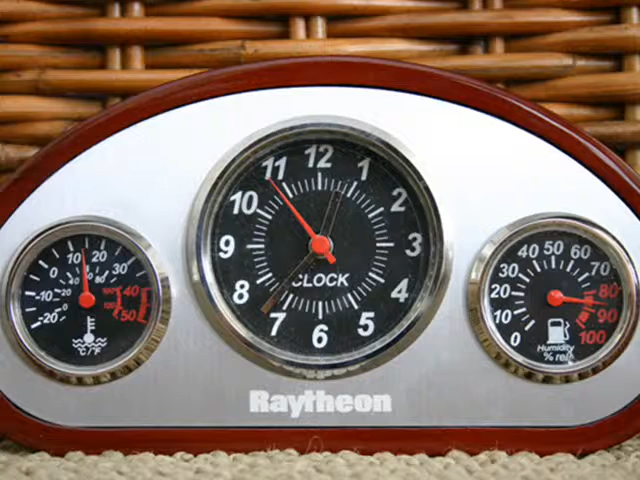 12
11 1
10 2
9 3
8 4
7 5
6
CLOCK
-20 -10 0 10 20 30 40 50
°C/°F
0 10 20 30 40 50 60 70 80 90 100
Humidity
% rel.
Raytheon